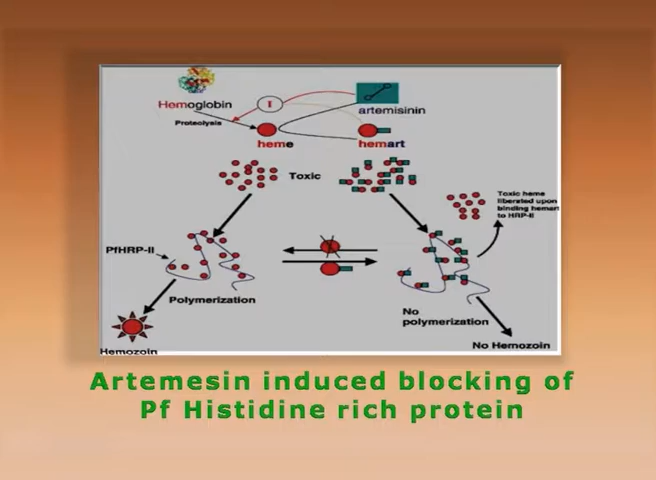 Hemoglobin
I
artemisinin
Proteolysis
heme
hemart
Toxic
Toxic heme
liberated upon
binding hemart
to HRP-II
PfHRP-II
Polymerization
No
polymerization
Hemozoin
No Hemozoin
Artemesin induced blocking of
Pf Histidine rich protein